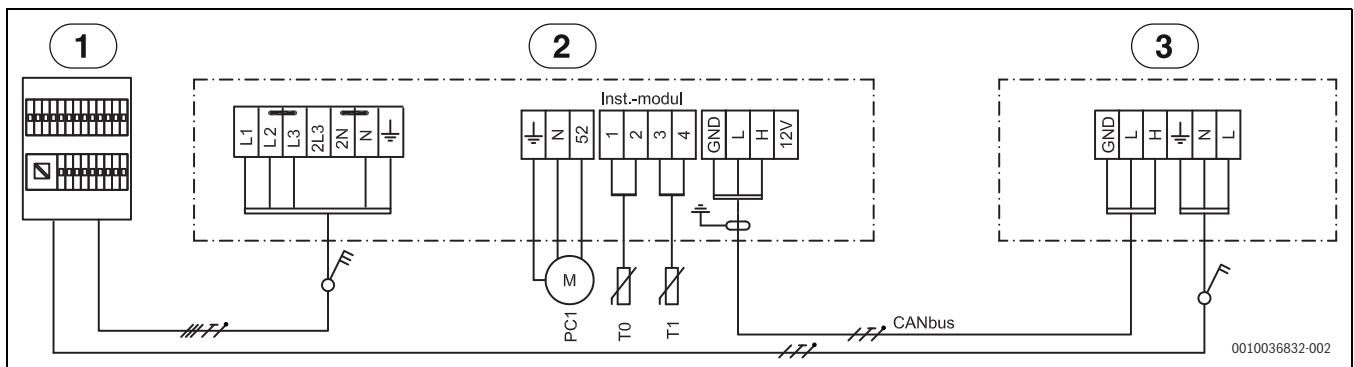 1
2
3
Inst.-modul
L1
L2
L3
2L3
2N
N
N
52
1
2
3
4
GND
L
H
12V
GND
L
H
N
L
M
PC1
T0
T1
CANbus
0010036832-002